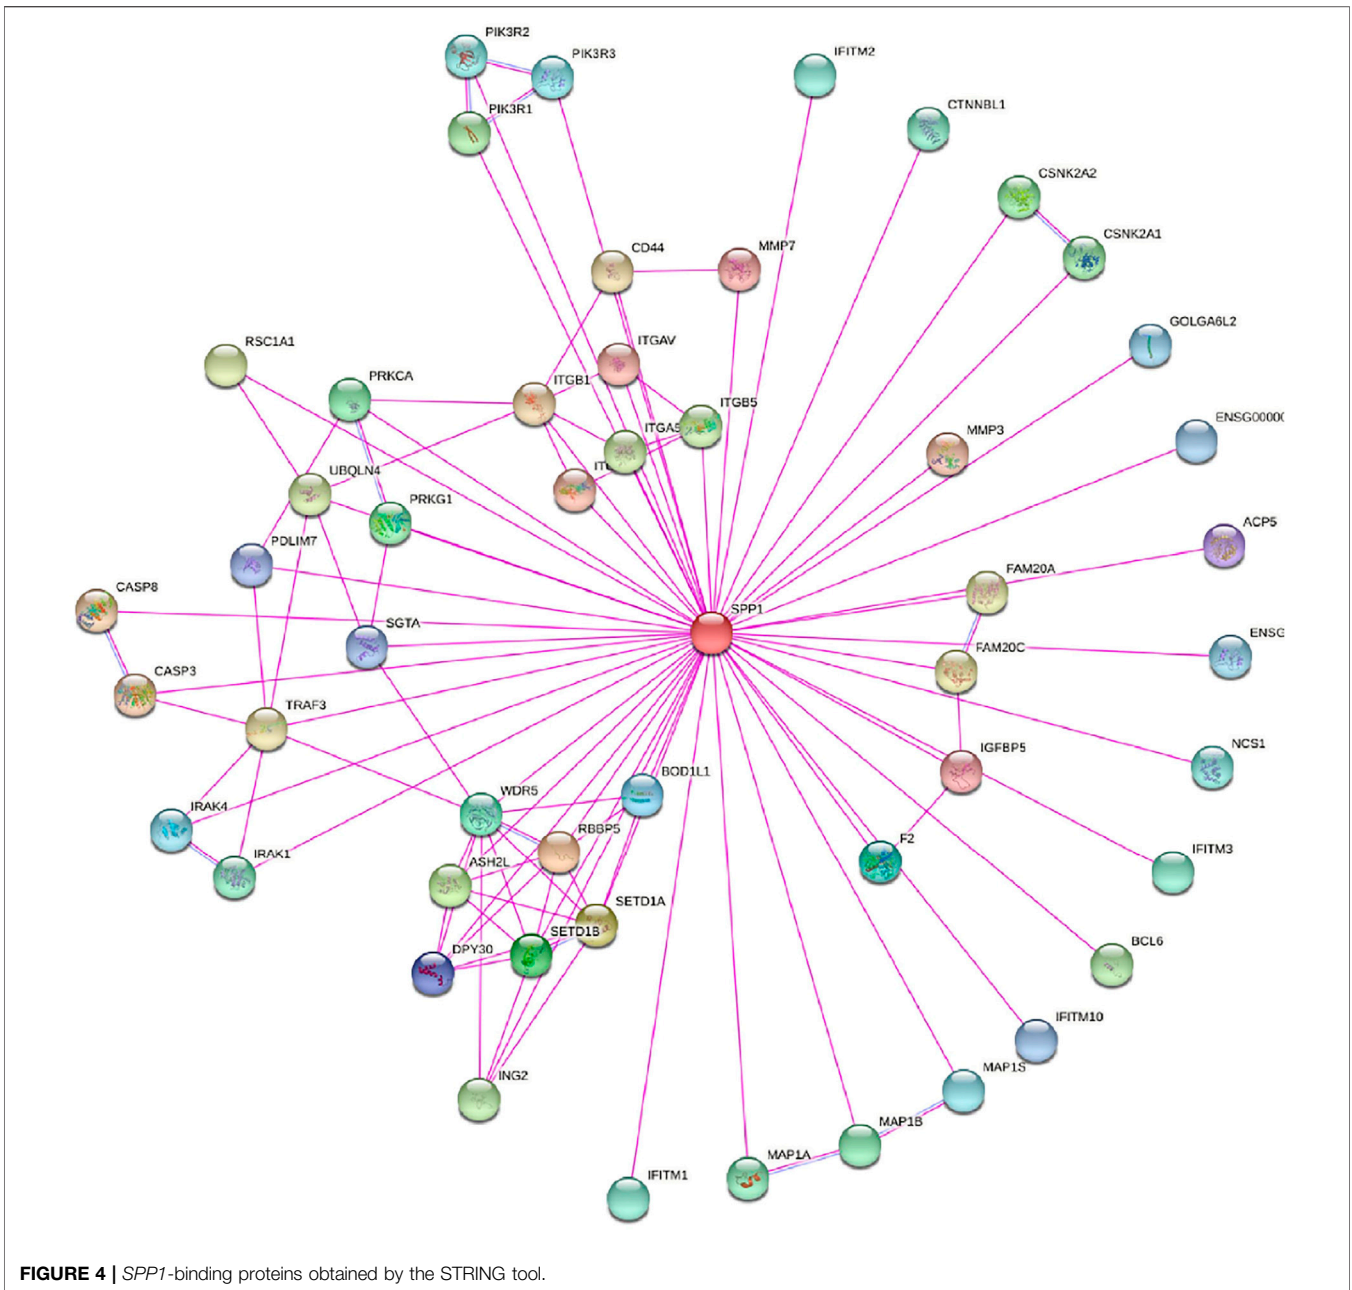 PIK3R2
PIK3R3
IFITM2
PIK3R1
CTNNBL1
CSNK2A2
CSNK2A1
CD44
MMP7
GOLGA6L2
RSC1A1
ITGAV
PRKCA
ITGB1
ITGB5
ENSG0000
ITGA5
MMP3
UBQLN4
PRKG1
ACP5
PDLIM7
FAM20A
CASP8
SPP1
SGTA
ENSG
FAM20C
CASP3
TRAF3
IGFBP5
NCS1
BOD1L1
WDR5
IRAK4
RBBP5
F2
IFITM3
IRAK1
ASH2L
SETD1A
SETD1B
BCL6
DPY30
IFITM10
ING2
MAP1S
MAP1B
MAP1A
IFITM1
FIGURE 4 | SPP1-binding proteins obtained by the STRING tool.